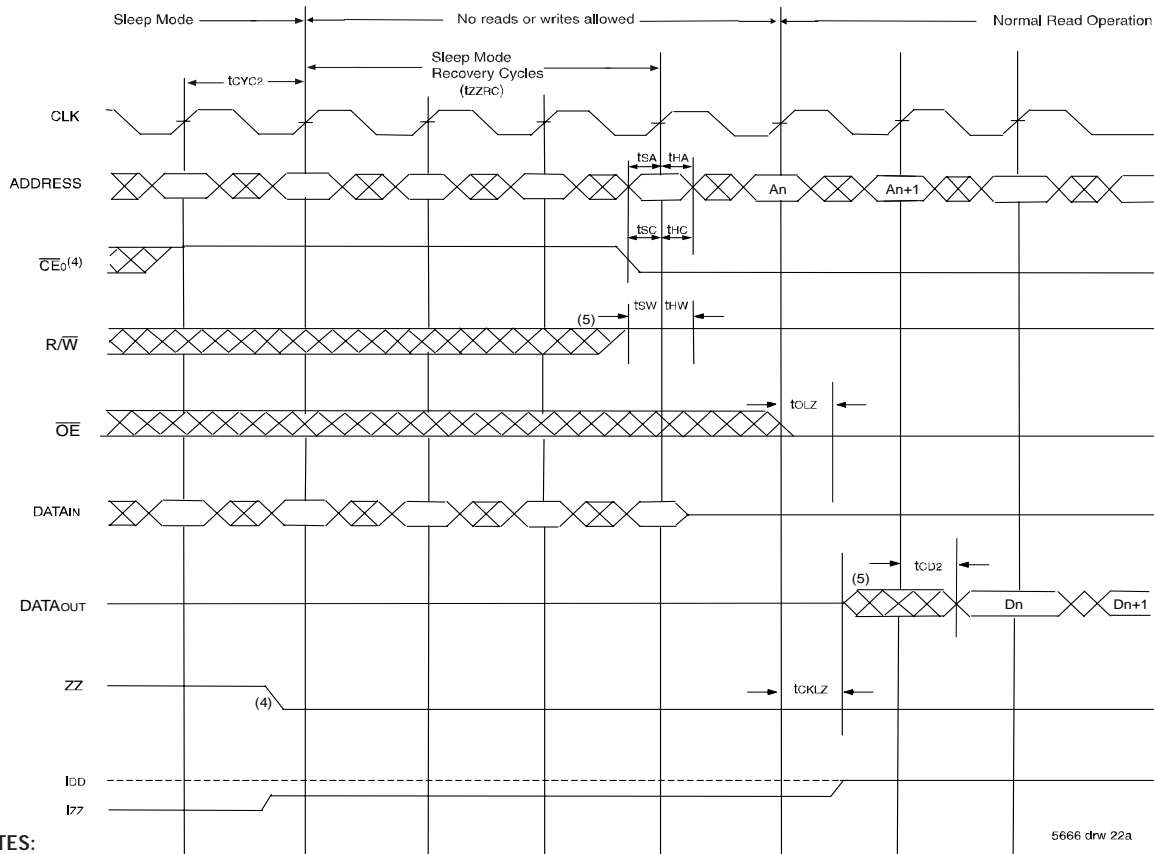 Sleep Mode
No reads or writes allowed
Normal Read Operation
Sleep Mode
Recovery Cycles
(tZZRC)
tCYC2
CLK
tSA tHA
ADDRESS
An
An+1
tSC tHC
CE0(4)
tSW tHW
(5)
R/W
tOLZ
OE
DATAIN
tCD2
(5)
DATAOUT
Dn
Dn+1
ZZ
(4)
tCKLZ
IDD
IZZ
5666 drw 22a
TES: